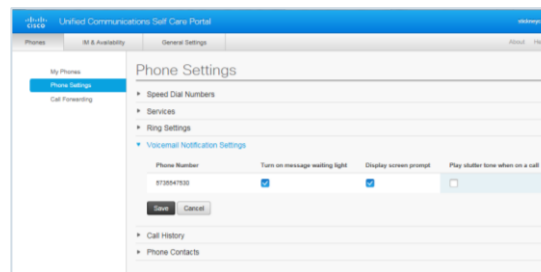 cisco Unified Communications Self Care Portal
Phones IM & Availability General Settings About
My Phones
Phone Settings
Call Forwarding
Phone Settings
Speed Dial Numbers
Services
Ring Settings
Voicemail Notification Settings
Phone Number Turn on message waiting light Display screen prompt Play stutter tone when on a call
Save Cancel
Call History
Phone Contacts